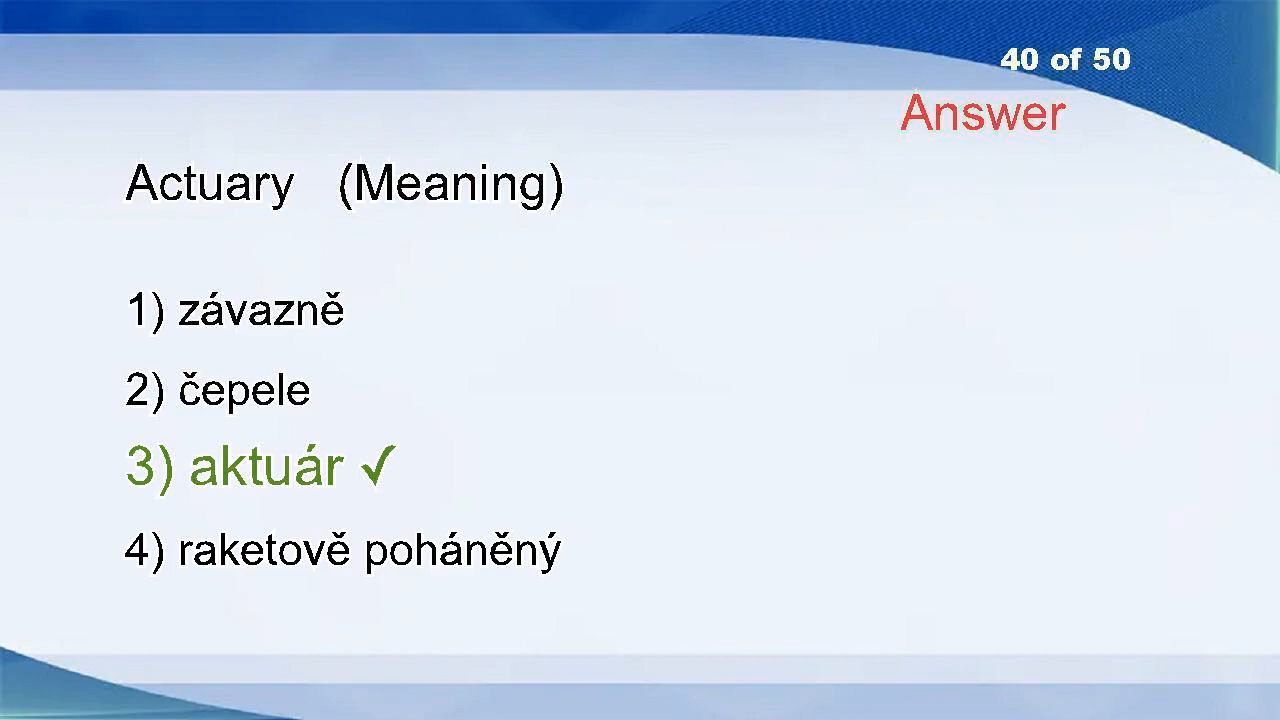 40 of 50
Answer
Actuary (Meaning)
1) závazně
2) čepele
3) aktuár ✓
4) raketově poháněný